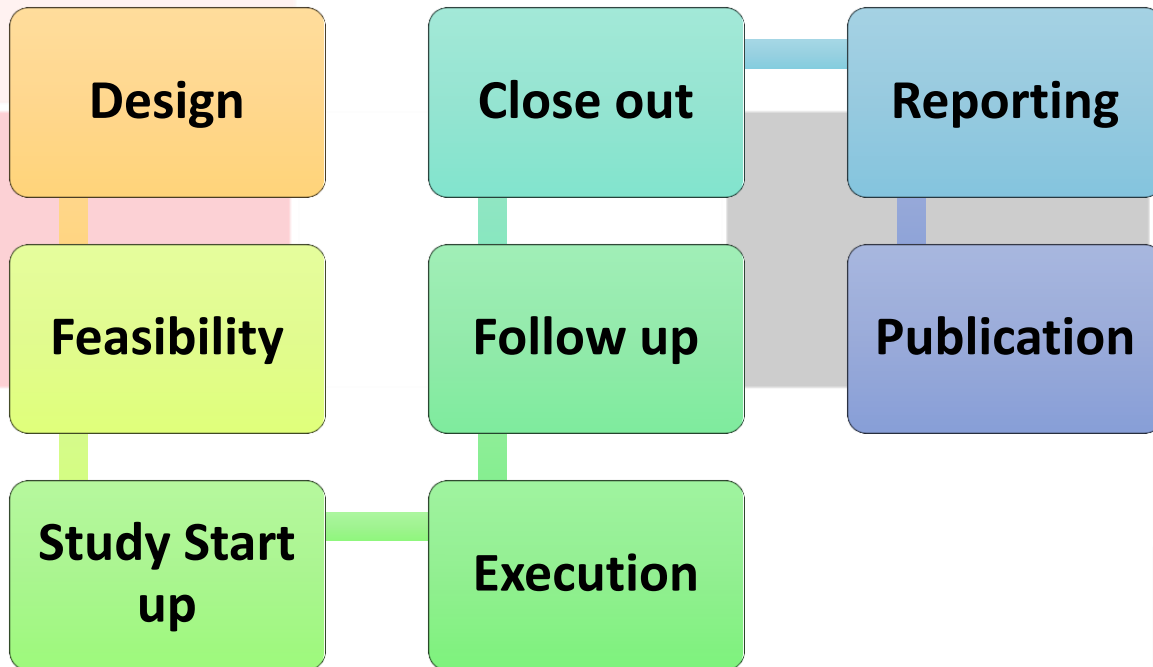 Design
Feasibility
Study Start
up
Execution
Follow up
Close out
Reporting
Publication